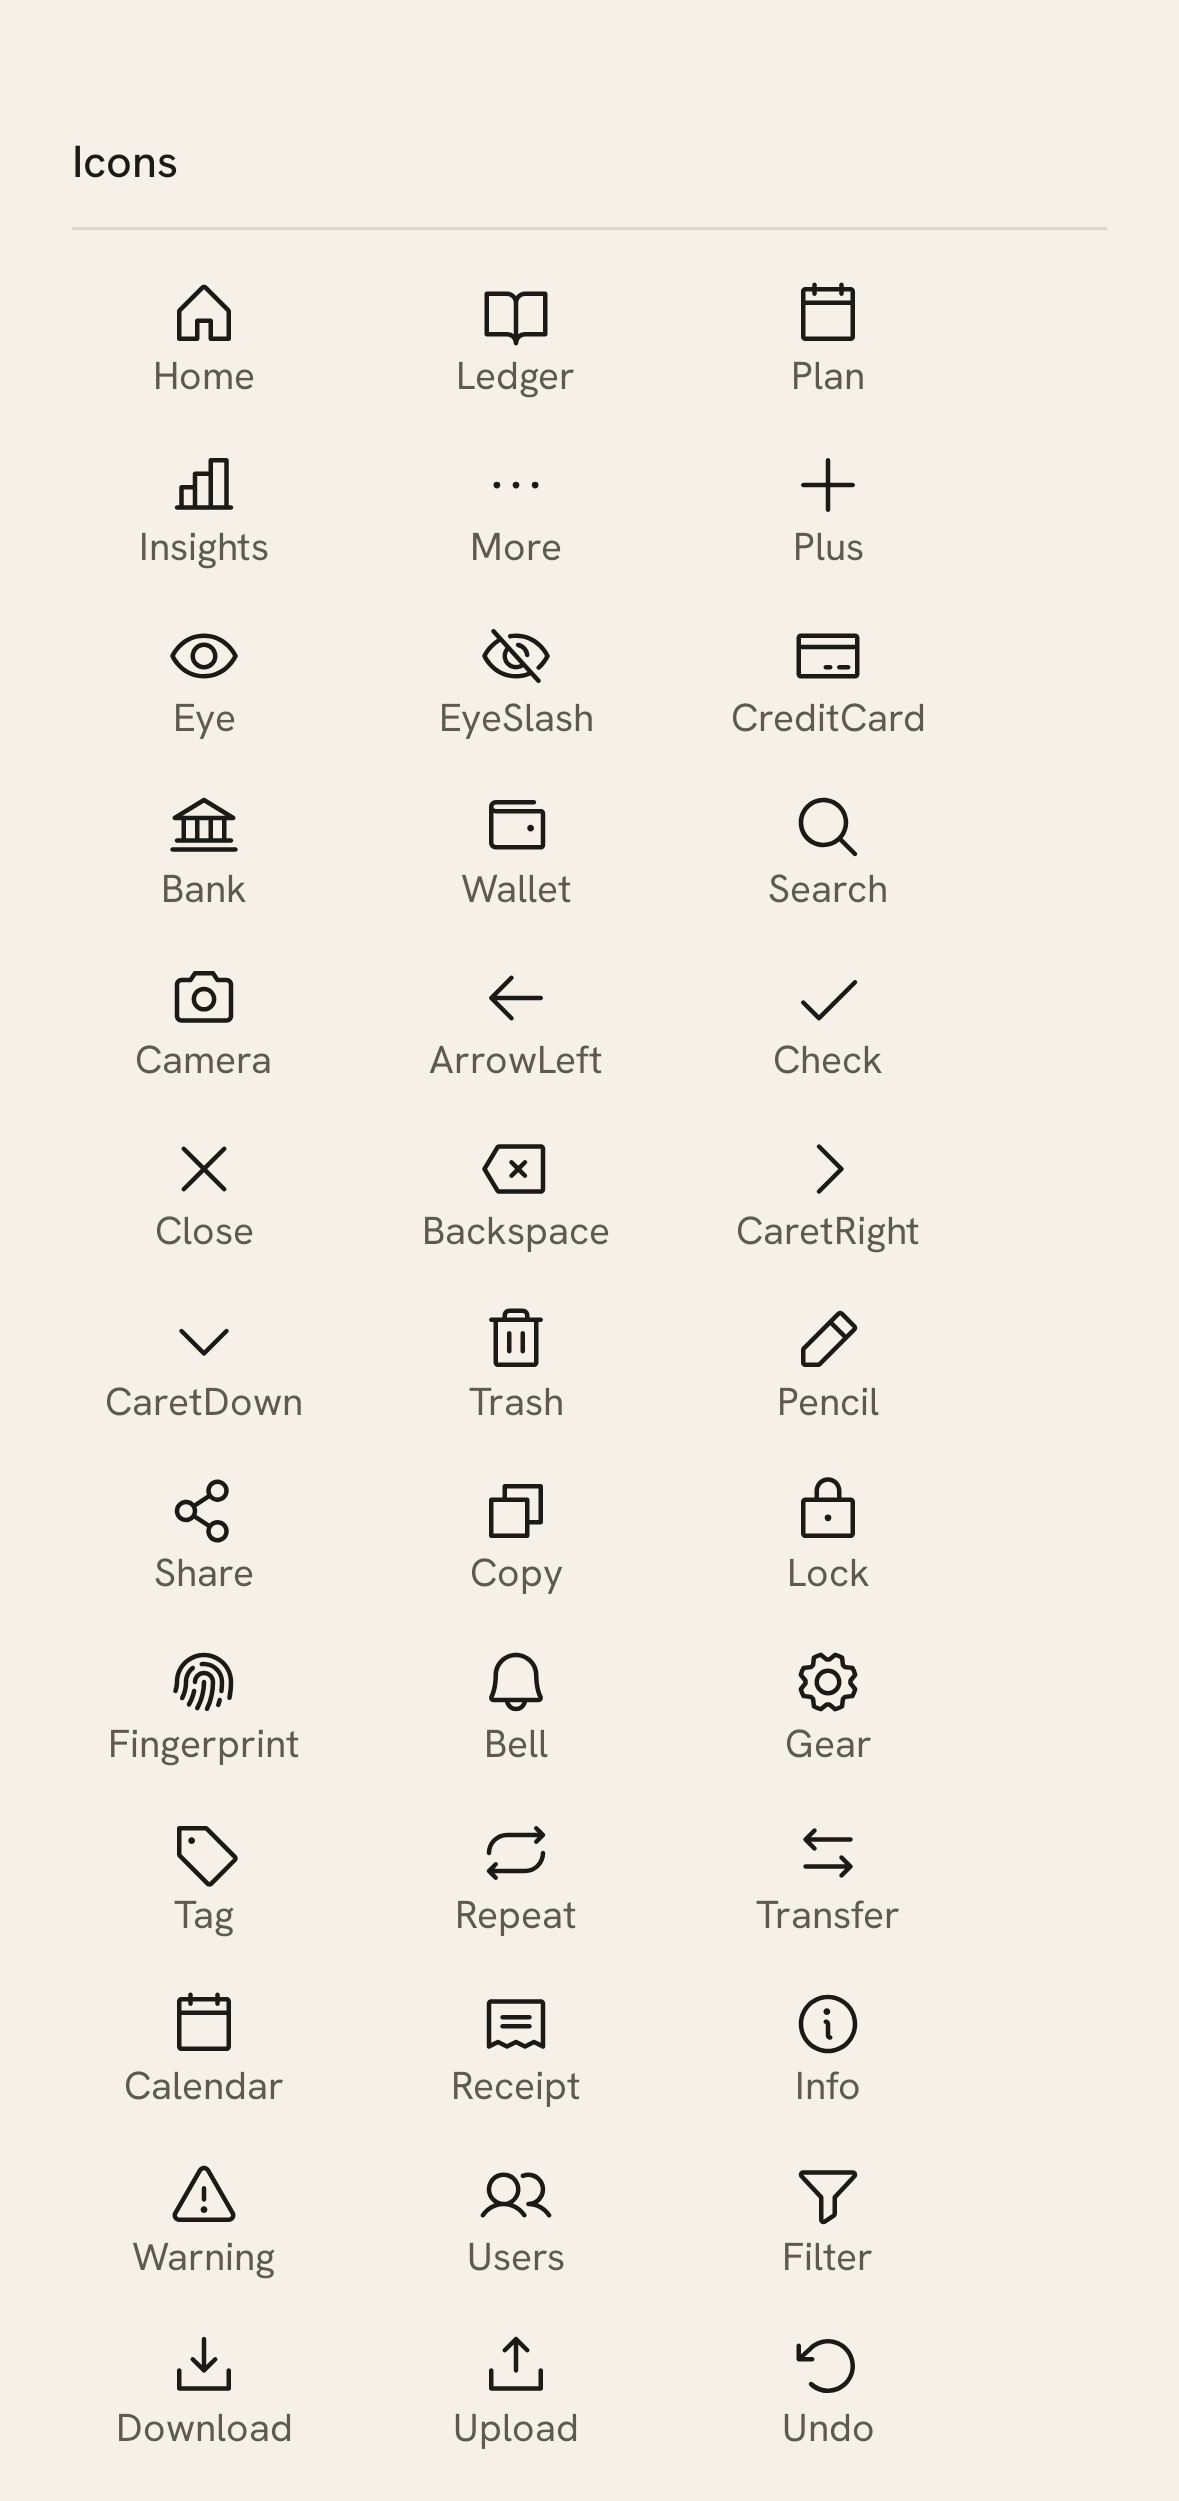 Icons
Home Ledger Plan
Insights More Plus
Eye EyeSlash CreditCard
Bank Wallet Search
Camera ArrowLeft Check
Close Backspace CaretRight
CaretDown Trash Pencil
Share Copy Lock
Fingerprint Bell Gear
Tag Repeat Transfer
Calendar Receipt Info
Warning Users Filter
Download Upload Undo